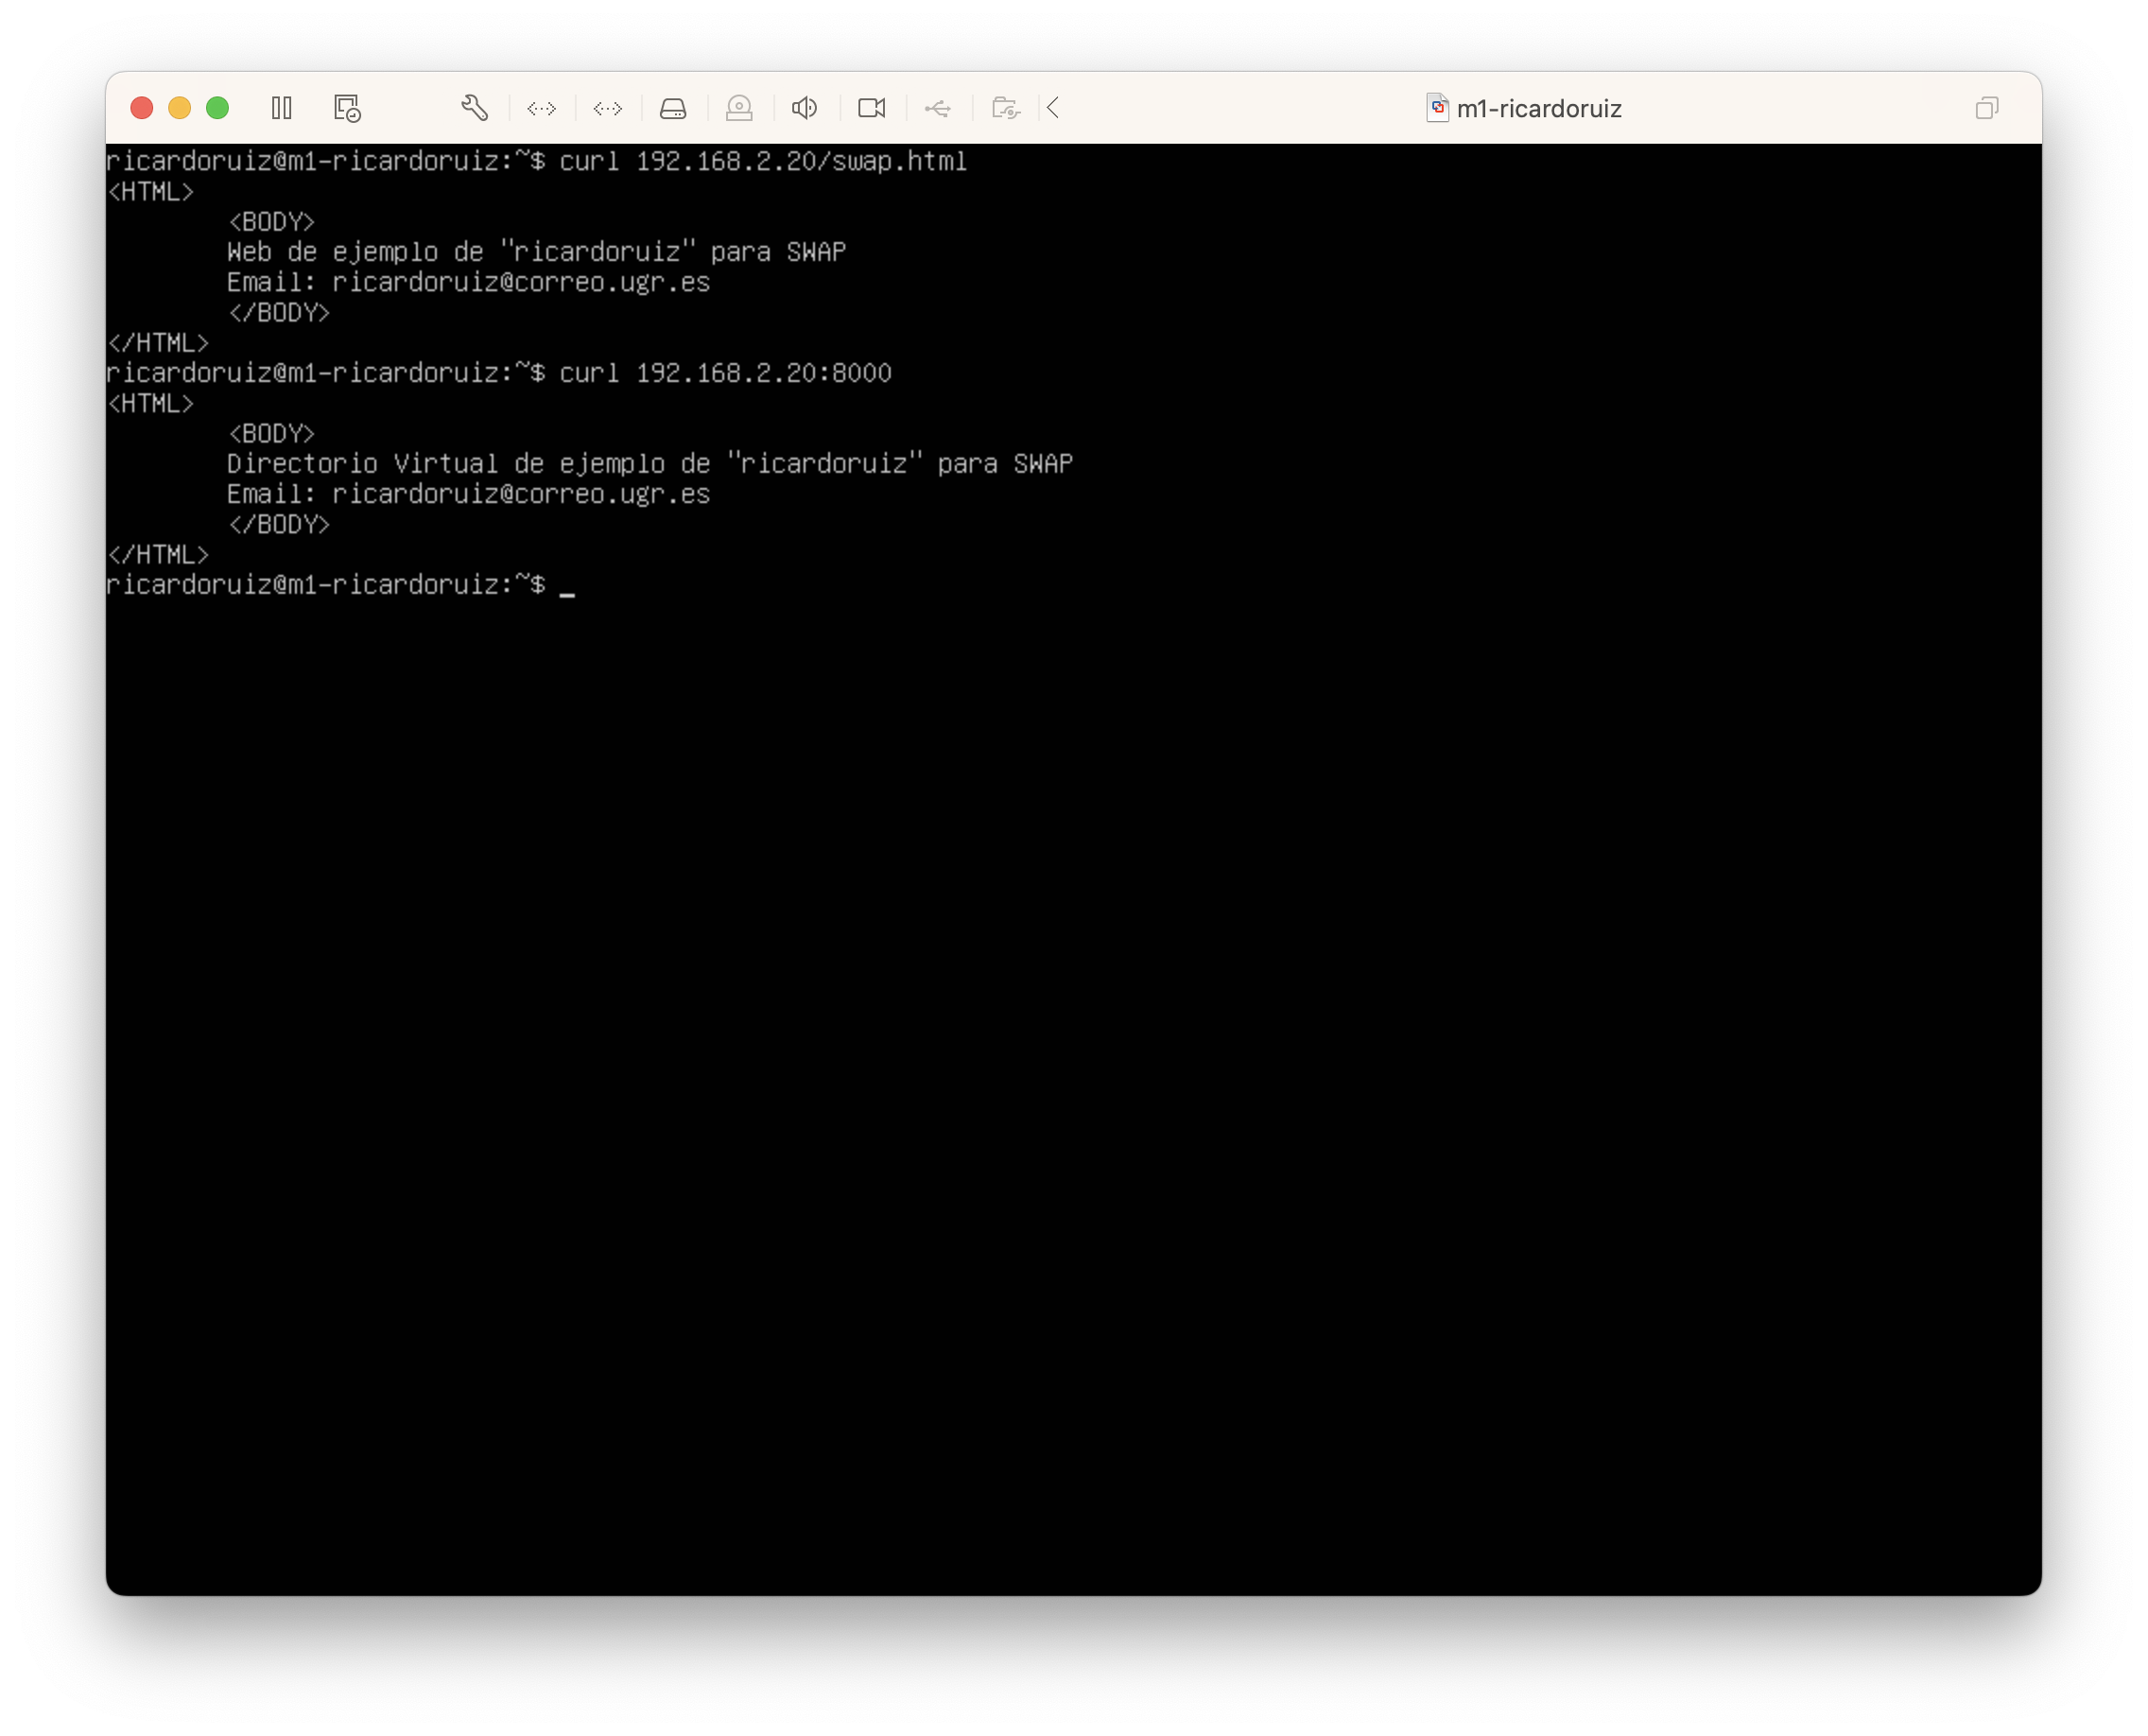 m1-ricardoruiz
ricardoruiz@m1-ricardoruiz:~$ curl 192.168.2.20/swap.html
<HTML>
        <BODY>
        Web de ejemplo de "ricardoruiz" para SWAP
        Email: ricardoruiz@correo.ugr.es
        </BODY>
</HTML>
ricardoruiz@m1-ricardoruiz:~$ curl 192.168.2.20:8000
<HTML>
        <BODY>
        Directorio Virtual de ejemplo de "ricardoruiz" para SWAP
        Email: ricardoruiz@correo.ugr.es
        </BODY>
</HTML>
ricardoruiz@m1-ricardoruiz:~$ _